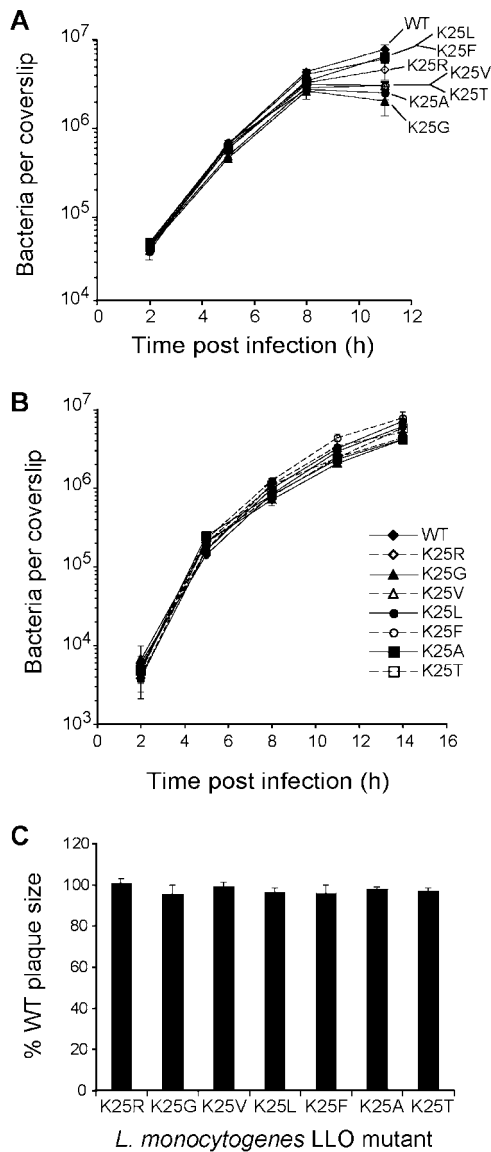 A
Bacteria per coverslip
10^7
10^6
10^5
10^4
0 2 4 6 8 10 12
Time post infection (h)
WT
K25L
K25F
K25R
K25V
K25T
K25A
K25G
B
Bacteria per coverslip
10^7
10^6
10^5
10^4
10^3
0 2 4 6 8 10 12 14 16
Time post infection (h)
WT
K25R
K25G
K25V
K25L
K25F
K25A
K25T
C
% WT plaque size
120
100
80
60
40
20
0
K25R K25G K25V K25L K25F K25A K25T
L. monocytogenes LLO mutant